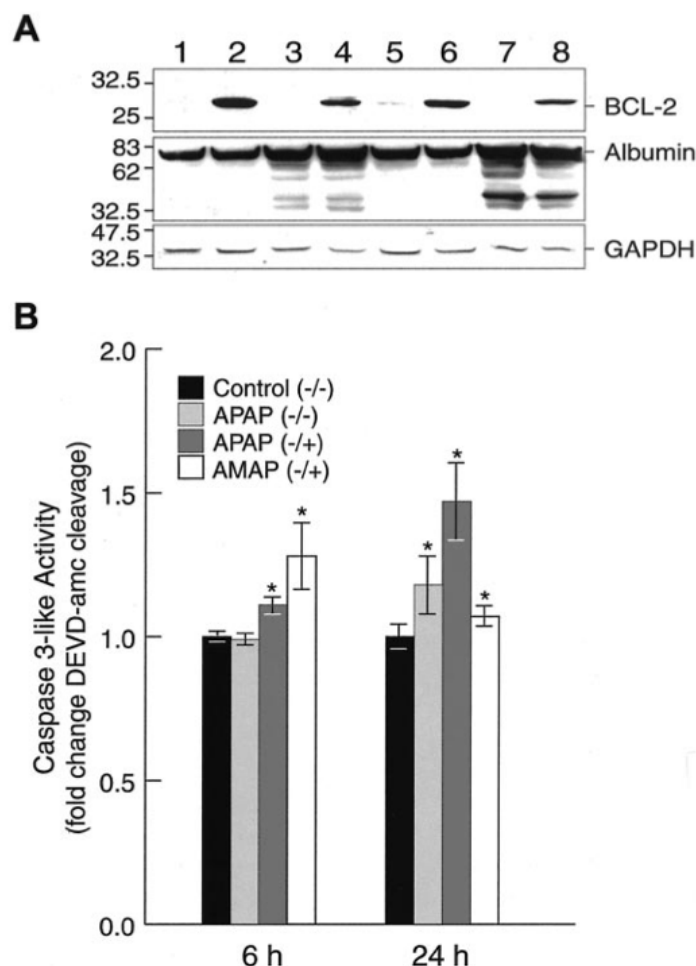 A
1 2 3 4 5 6 7 8
32.5
25
BCL-2
83
62
32.5
Albumin
47.5
32.5
GAPDH
B
2.0
1.5
1.0
0.5
0.0
Caspase 3-like Activity
(fold change DEVD-amc cleavage)
Control (-/-)
APAP (-/-)
APAP (-/+)
AMAP (-/+)
* *
* * *
6 h 24 h